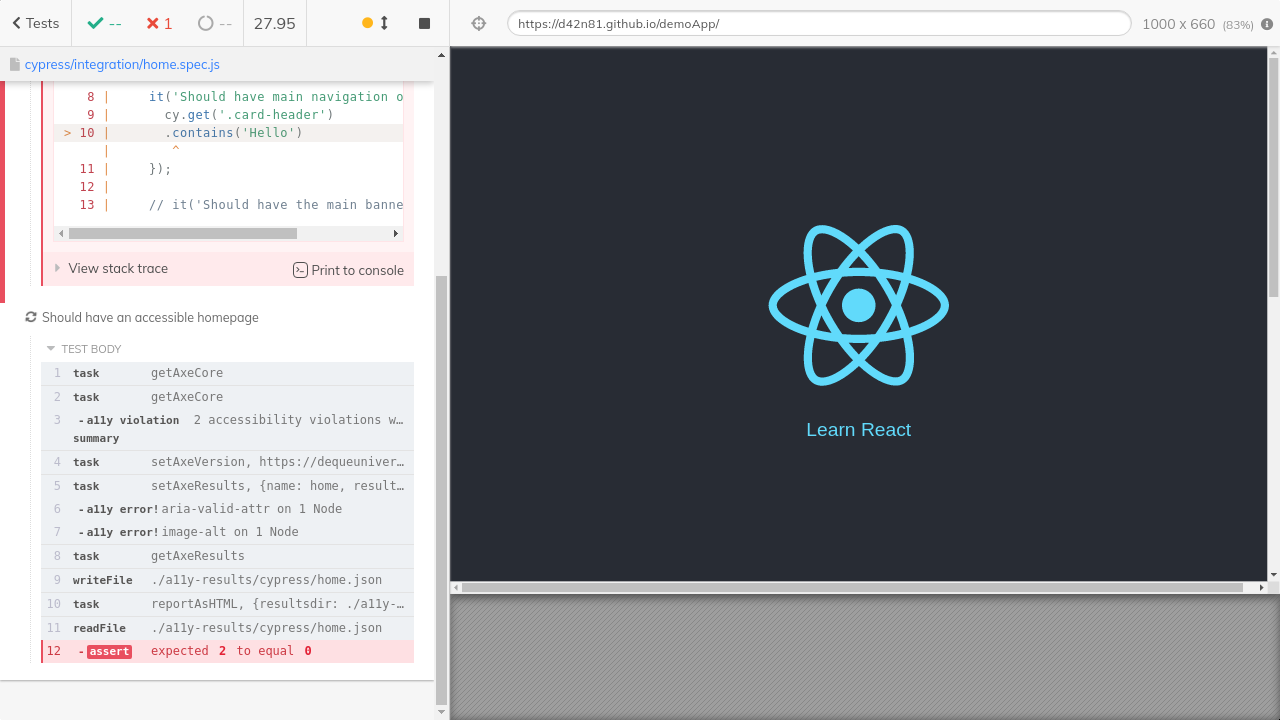 Tests
--
1
--
27.95
https://d42n81.github.io/demoApp/
1000 x 660 (83%)
cypress/integration/home.spec.js
8 | it('Should have main navigation o
9 | cy.get('.card-header')
> 10 | .contains('Hello')
| ^
11 | });
12 |
13 | // it('Should have the main banne
View stack trace
Print to console
Should have an accessible homepage
TEST BODY
1 task getAxeCore
2 task getAxeCore
3 -a11y violation summary 2 accessibility violations w…
4 task setAxeVersion, https://dequeuniver…
5 task setAxeResults, {name: home, result…
6 -a11y error! aria-valid-attr on 1 Node
7 -a11y error! image-alt on 1 Node
8 task getAxeResults
9 writeFile ./a11y-results/cypress/home.json
10 task reportAsHTML, {resultsdir: ./a11y-…
11 readFile ./a11y-results/cypress/home.json
12 -assert expected 2 to equal 0
Learn React